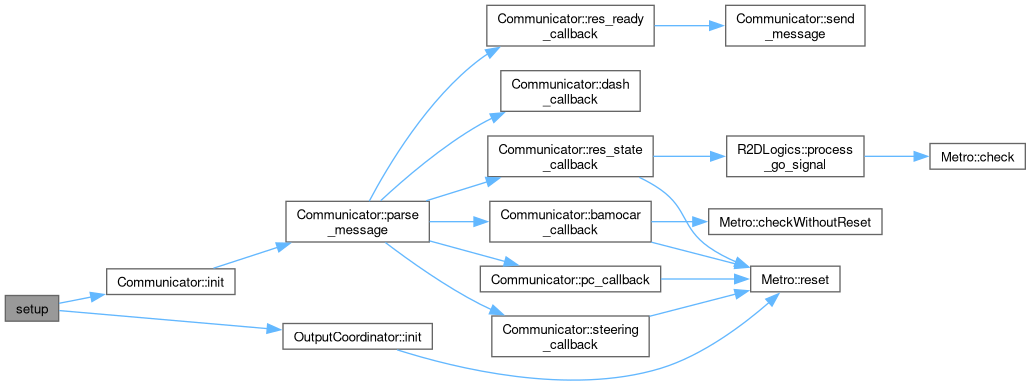 Communicator::res_ready
_callback
Communicator::send
_message
Communicator::dash
_callback
Communicator::res_state
_callback
R2DLogics::process
_go_signal
Metro::check
Communicator::parse
_message
Communicator::bamocar
_callback
Metro::checkWithoutReset
Communicator::init
Communicator::pc_callback
Metro::reset
setup
OutputCoordinator::init
Communicator::steering
_callback